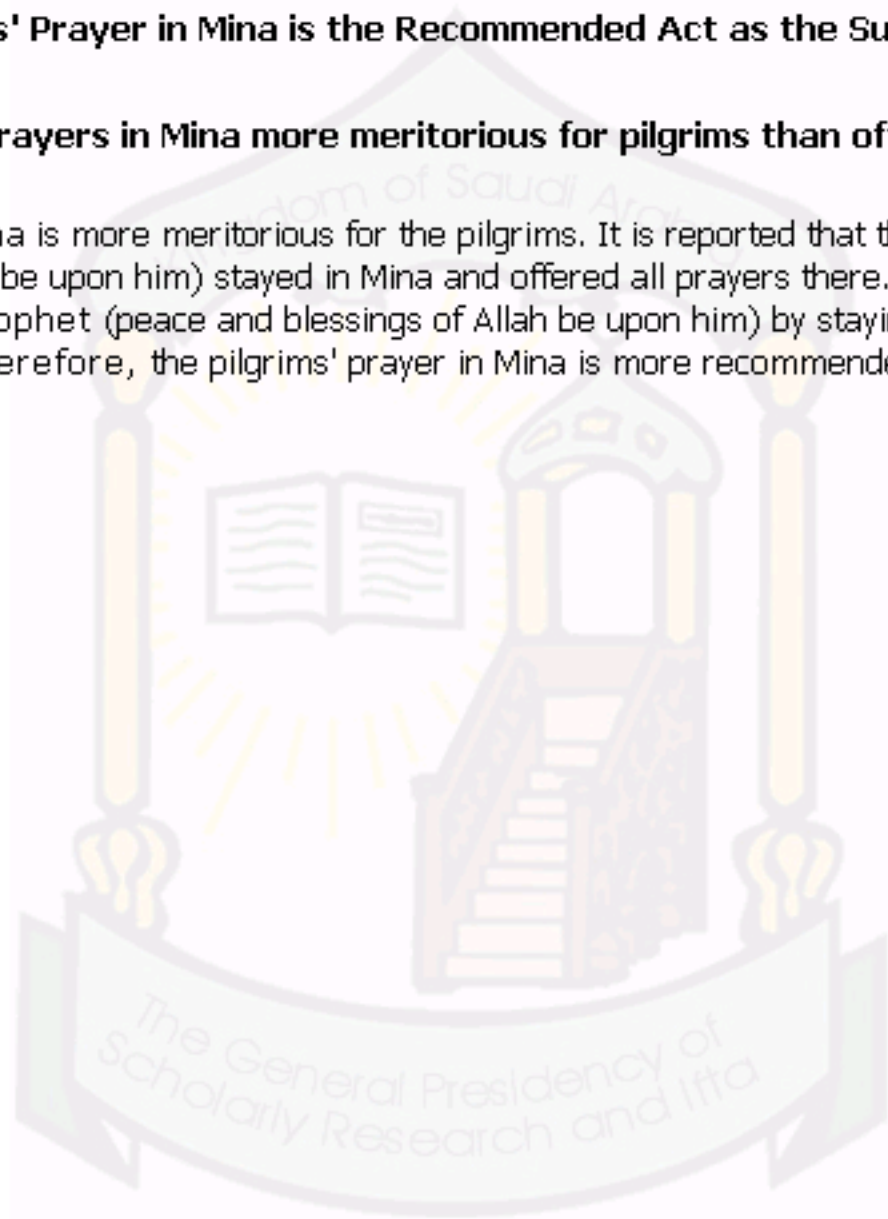 s' Prayer in Mina is the Recommended Act as the Su
rayers in Mina more meritorious for pilgrims than of
na is more meritorious for the pilgrims. It is reported that t
be upon him) stayed in Mina and offered all prayers there.
ophet (peace and blessings of Allah be upon him) by stayi
erefore, the pilgrims' prayer in Mina is more recommende
Kingdom of Saudi Arabia
The General Presidency of
Scholarly Research and Ifta